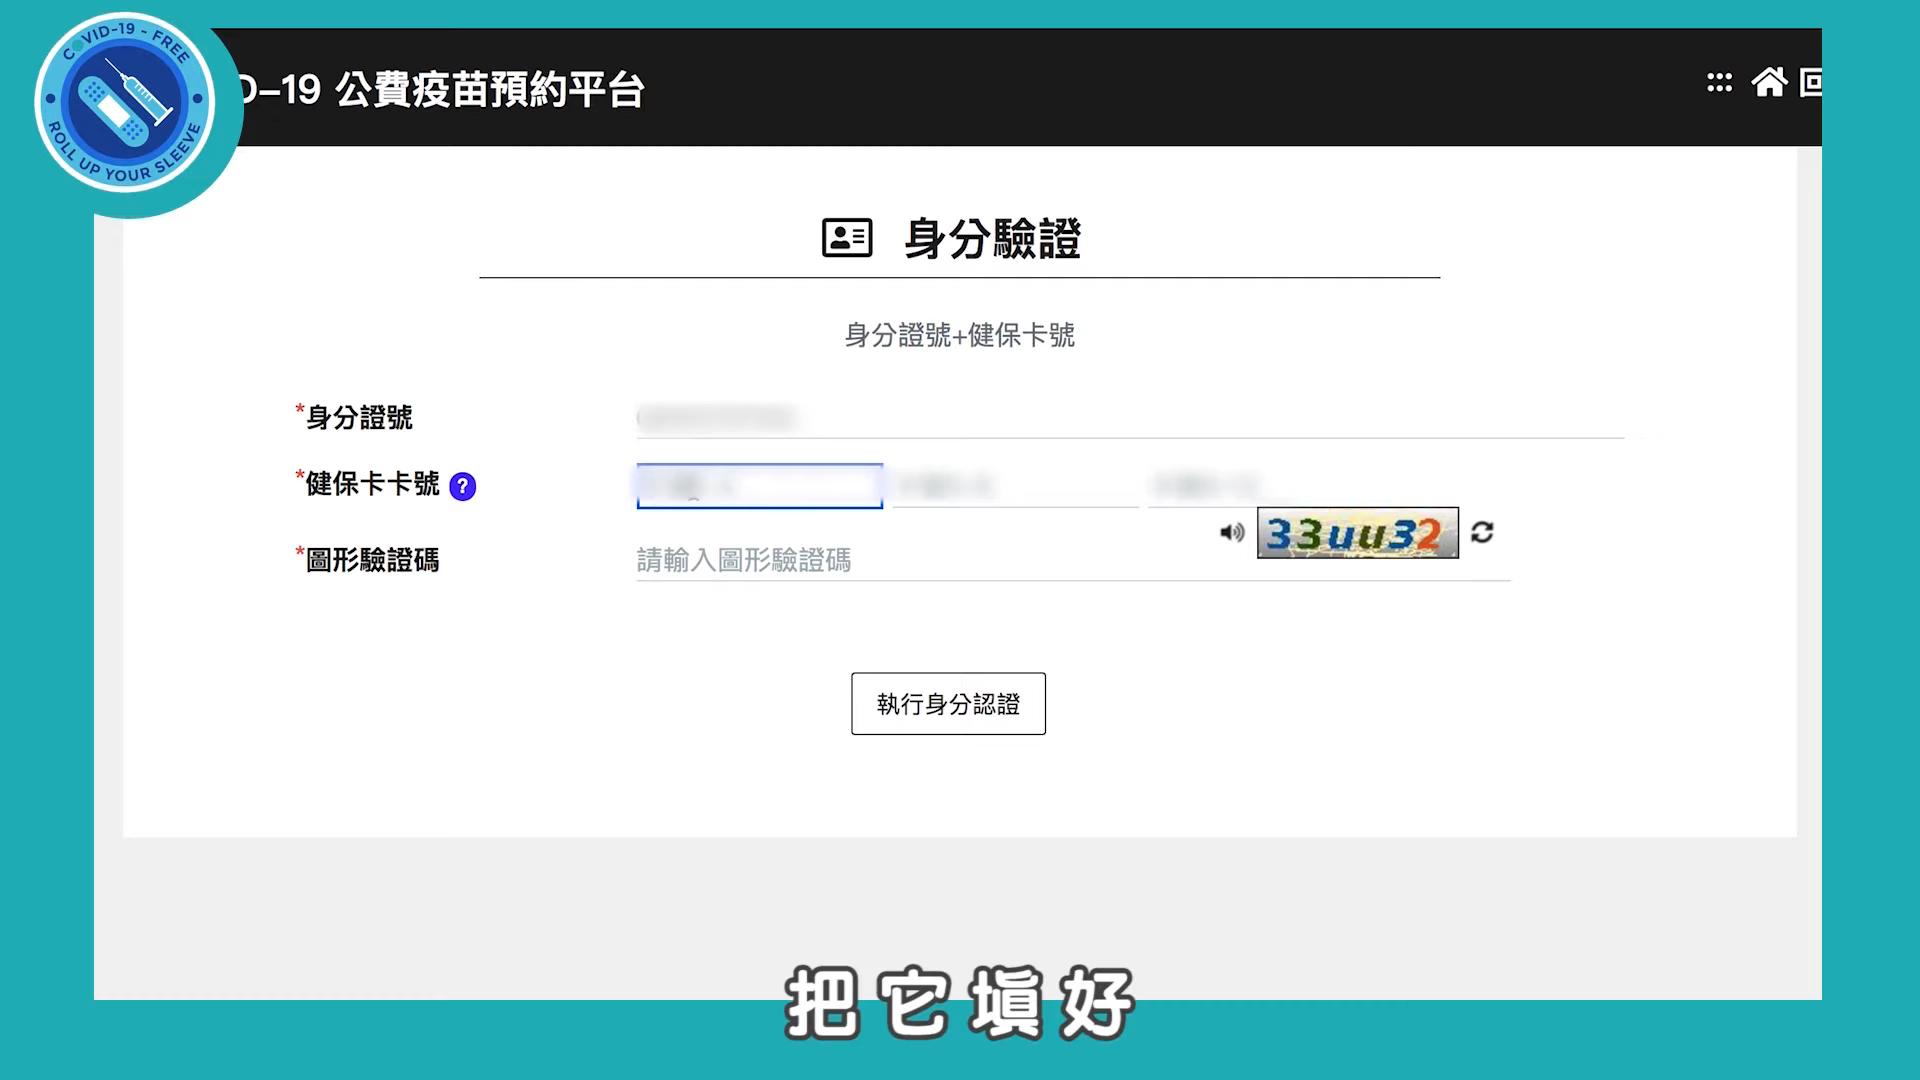 COVID-19 - FREE
ROLL UP YOUR SLEEVE
D-19 公費疫苗預約平台
身分驗證
身分證號+健保卡號
*身分證號
*健保卡卡號 ?
33uu32
*圖形驗證碼 請輸入圖形驗證碼
執行身分認證
把它填好